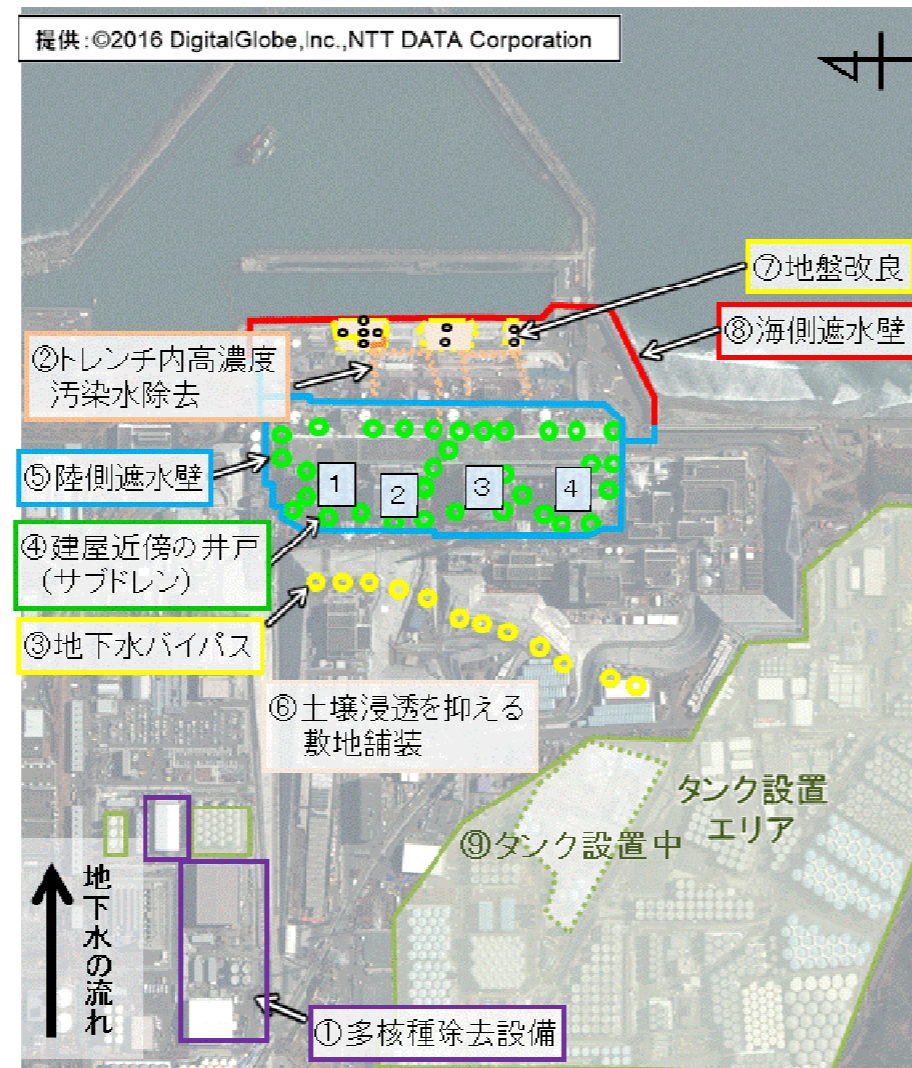 提供:©2016 DigitalGlobe,Inc.,NTT DATA Corporation
⑦地盤改良
⑧海側遮水壁
②トレンチ内高濃度
汚染水除去
⑤陸側遮水壁
1
2
3
4
④建屋近傍の井戸
(サブドレン)
③地下水バイパス
⑥土壌浸透を抑える
敷地舗装
タンク設置
エリア
⑨タンク設置中
地下水の流れ
①多核種除去設備